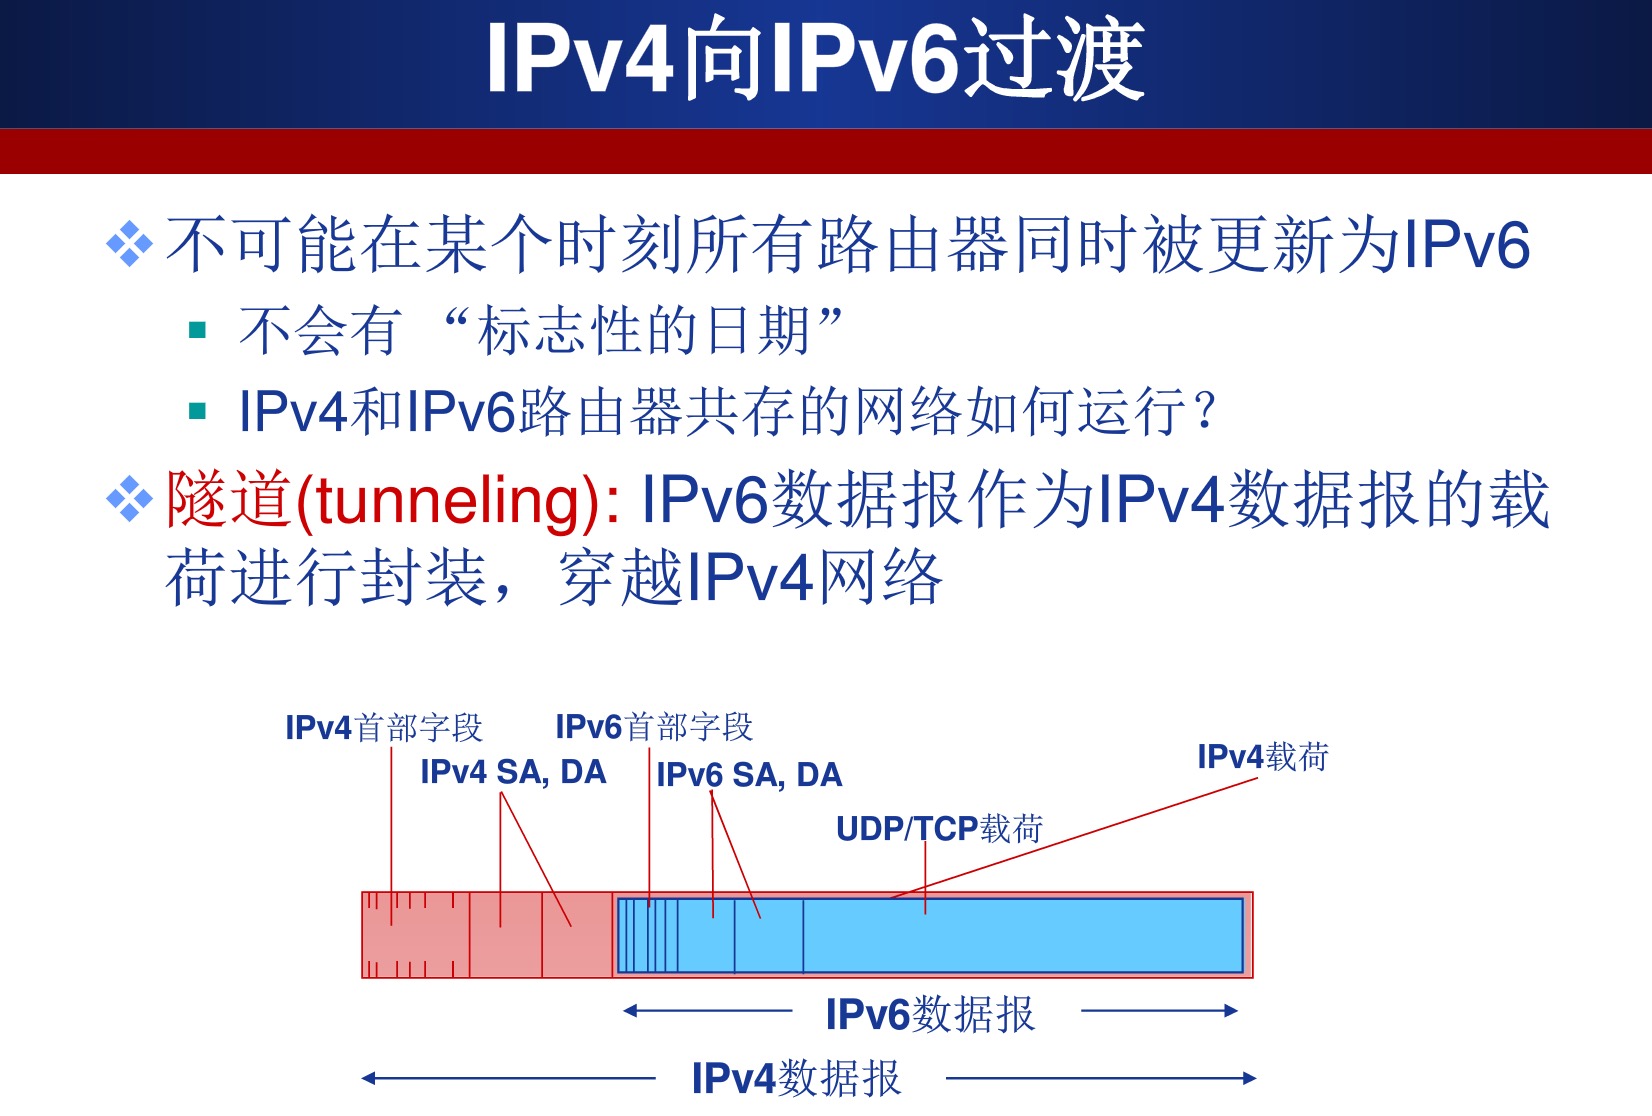 IPv4向IPv6过渡
不可能在某个时刻所有路由器同时被更新为IPv6
不会有 “标志性的日期”
IPv4和IPv6路由器共存的网络如何运行？
隧道(tunneling): IPv6数据报作为IPv4数据报的载
荷进行封装，穿越IPv4网络
IPv4首部字段
IPv6首部字段
IPv4载荷
IPv4 SA, DA
IPv6 SA, DA
UDP/TCP载荷
IPv6数据报
IPv4数据报